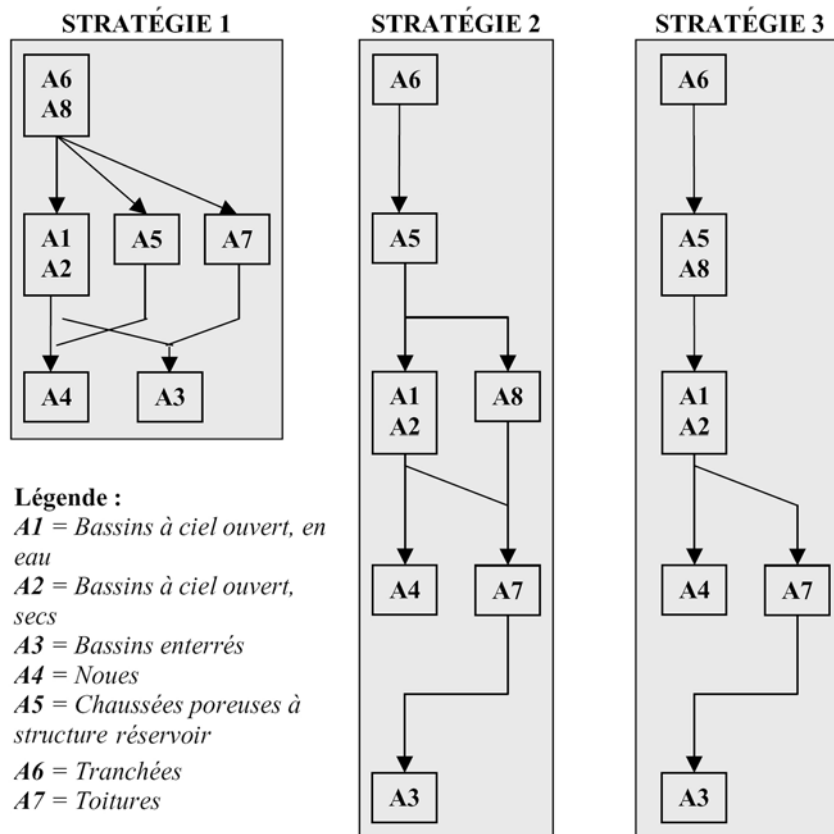 STRATÉGIE 1
A6
A8
A1
A2
A5
A7
A4
A3
Légende :
A1 = Bassins à ciel ouvert, en
eau
A2 = Bassins à ciel ouvert,
secs
A3 = Bassins enterrés
A4 = Noues
A5 = Chaussées poreuses à
structure réservoir
A6 = Tranchées
A7 = Toitures
STRATÉGIE 2
A6
A5
A1
A2
A8
A4
A7
A3
STRATÉGIE 3
A6
A5
A8
A1
A2
A4
A7
A3